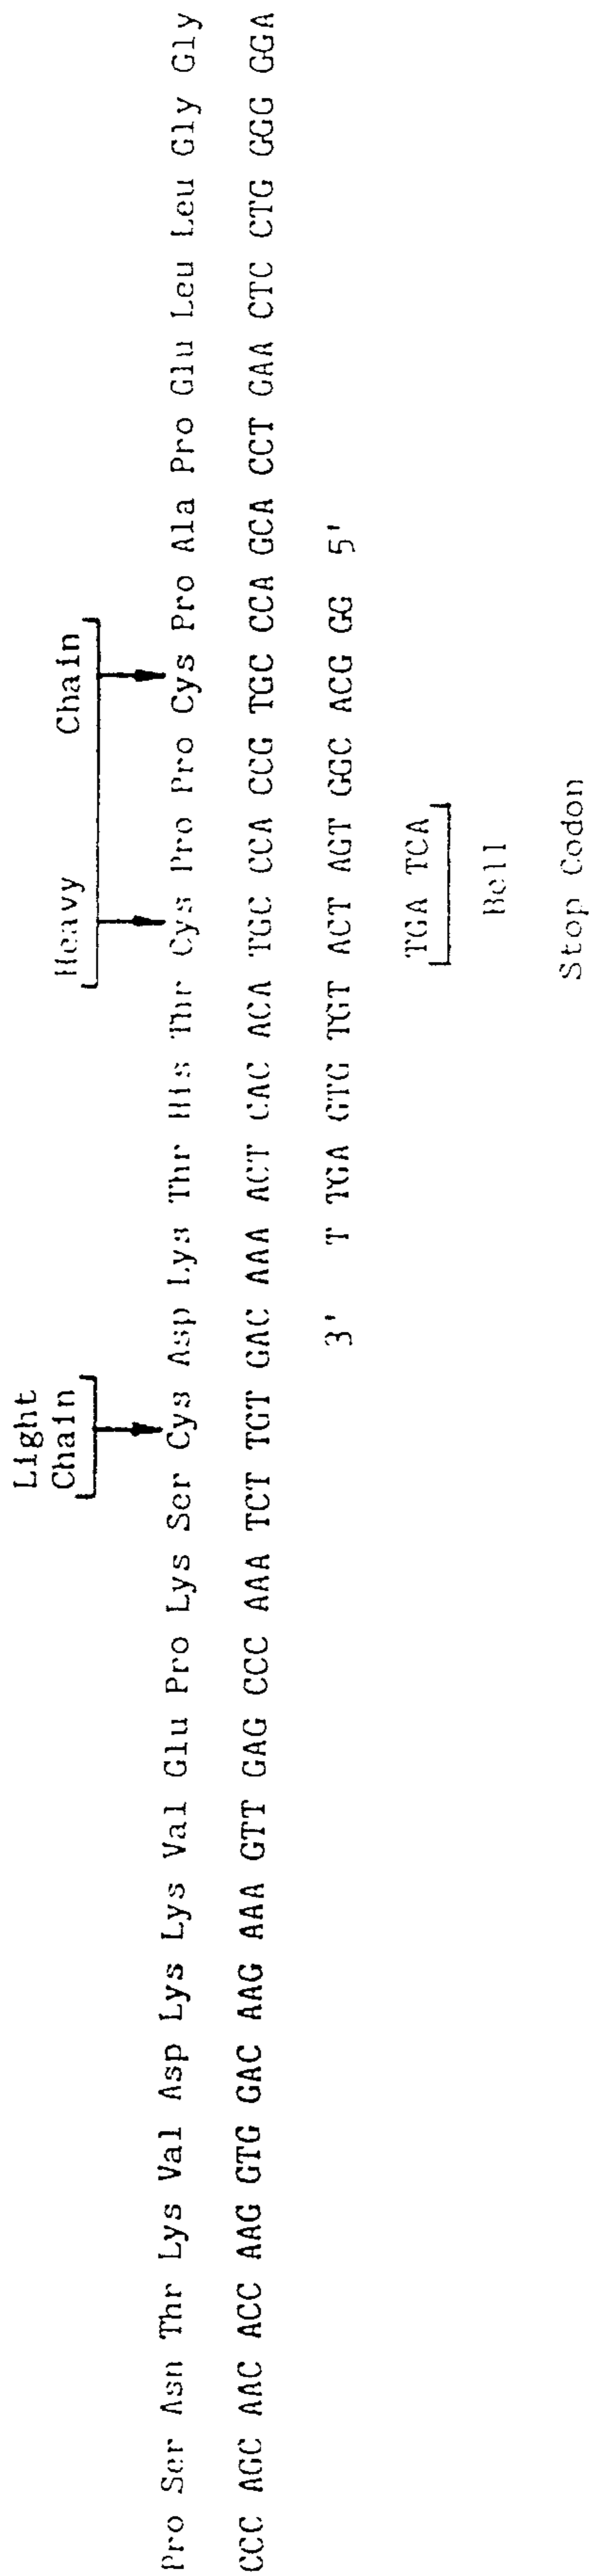 Light
Chain
Heavy Chain
Pro Ser Asn Thr Lys Val Asp Lys Lys Val Glu Pro Lys Ser Cys Asp Lys Thr His Thr Cys Pro Pro Cys Pro Ala Pro Glu Leu Leu Gly Gly
CCC AGC AAC ACC AAG GTG GAC AAG AAA GTT GAG CCC AAA TCT TGT GAC AAA ACT CAC ACA TGC CCA CCG TGC CCA GCA CCT GAA CTC CTG GGG GGA
3' T TGA GTG TGT ACT AGT GGC ACG GG 5'
TGA TCA
BclI
Stop Codon